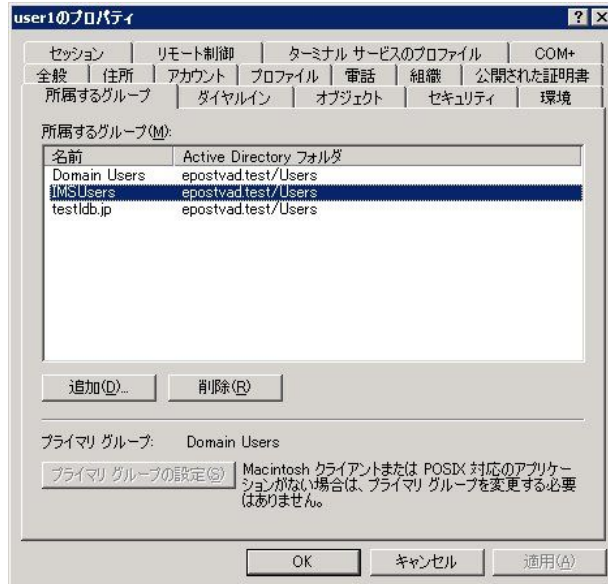 user1のプロパティ
セッション リモート制御 ターミナル サービスのプロファイル COM+
全般 住所 アカウント プロファイル 電話 組織 公開された証明書
所属するグループ ダイヤルイン オブジェクト セキュリティ 環境
所属するグループ(M):
名前 Active Directory フォルダ
Domain Users epostvad.test/Users
IMSUsers epostvad.test/Users
testldb.jp epostvad.test/Users
追加(D)... 削除(R)
プライマリ グループ: Domain Users
プライマリ グループの設定(S) Macintosh クライアントまたは POSIX 対応のアプリケー
ションがない場合は、プライマリ グループを変更する必要
はありません。
OK キャンセル 適用(A)